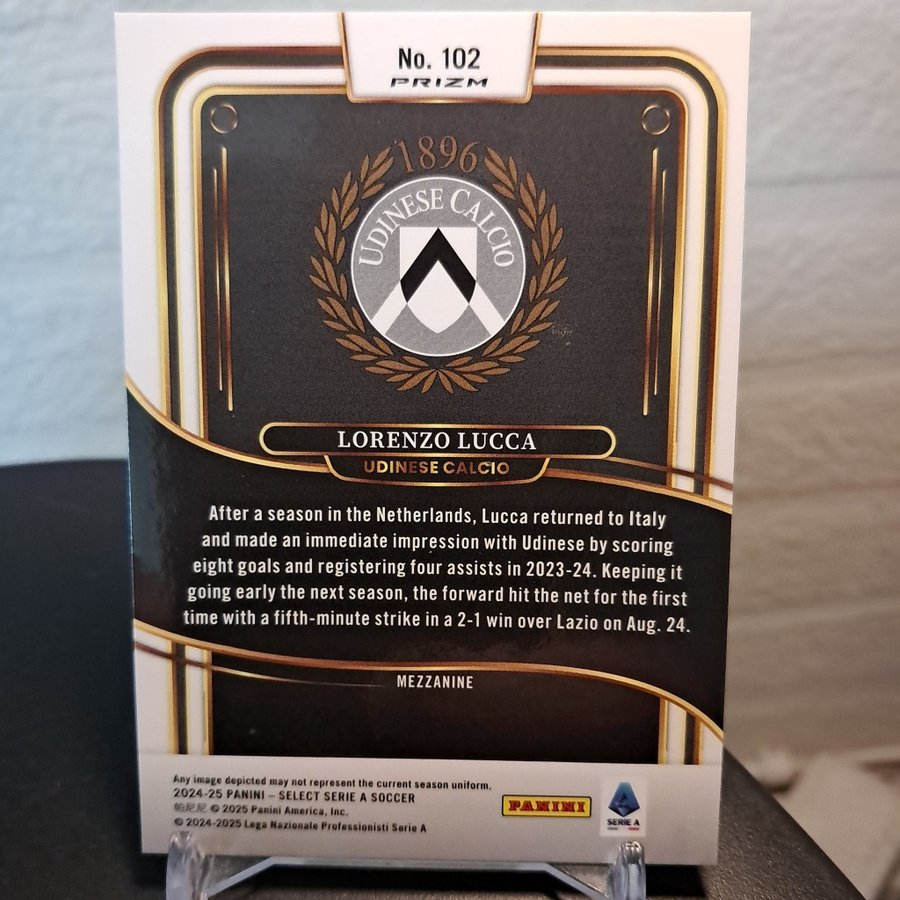 No. 102
PRIZM
1896
UDINESE CALCIO
LORENZO LUCCA
UDINESE CALCIO
After a season in the Netherlands, Lucca returned to Italy
and made an immediate impression with Udinese by scoring
eight goals and registering four assists in 2023-24. Keeping it
going early the next season, the forward hit the net for the first
time with a fifth-minute strike in a 2-1 win over Lazio on Aug. 24.
MEZZANINE
Any image depicted may not represent the current season uniform.
2024-25 PANINI – SELECT SERIE A SOCCER
帕尼尼 © 2025 Panini America, Inc.
© 2024-2025 Lega Nazionale Professionisti Serie A
PANINI
SERIE A